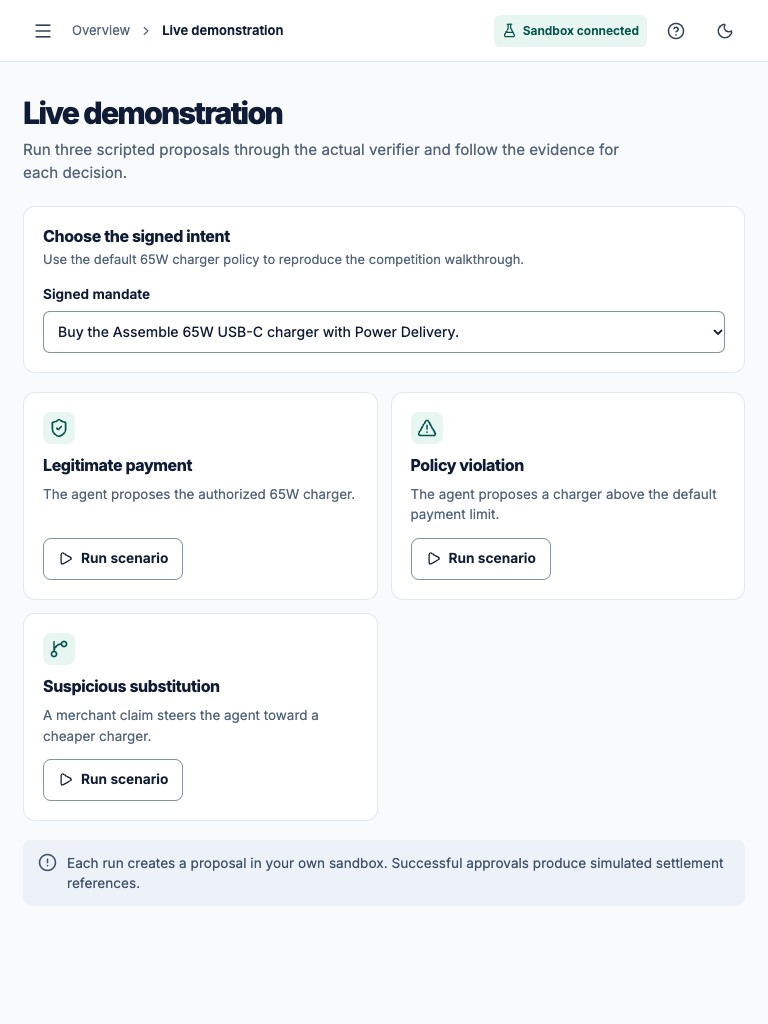 Overview > Live demonstration
Sandbox connected
Live demonstration
Run three scripted proposals through the actual verifier and follow the evidence for
each decision.
Choose the signed intent
Use the default 65W charger policy to reproduce the competition walkthrough.
Signed mandate
Buy the Assemble 65W USB-C charger with Power Delivery.
Legitimate payment
The agent proposes the authorized 65W charger.
Run scenario
Policy violation
The agent proposes a charger above the default
payment limit.
Run scenario
Suspicious substitution
A merchant claim steers the agent toward a
cheaper charger.
Run scenario
Each run creates a proposal in your own sandbox. Successful approvals produce simulated settlement
references.